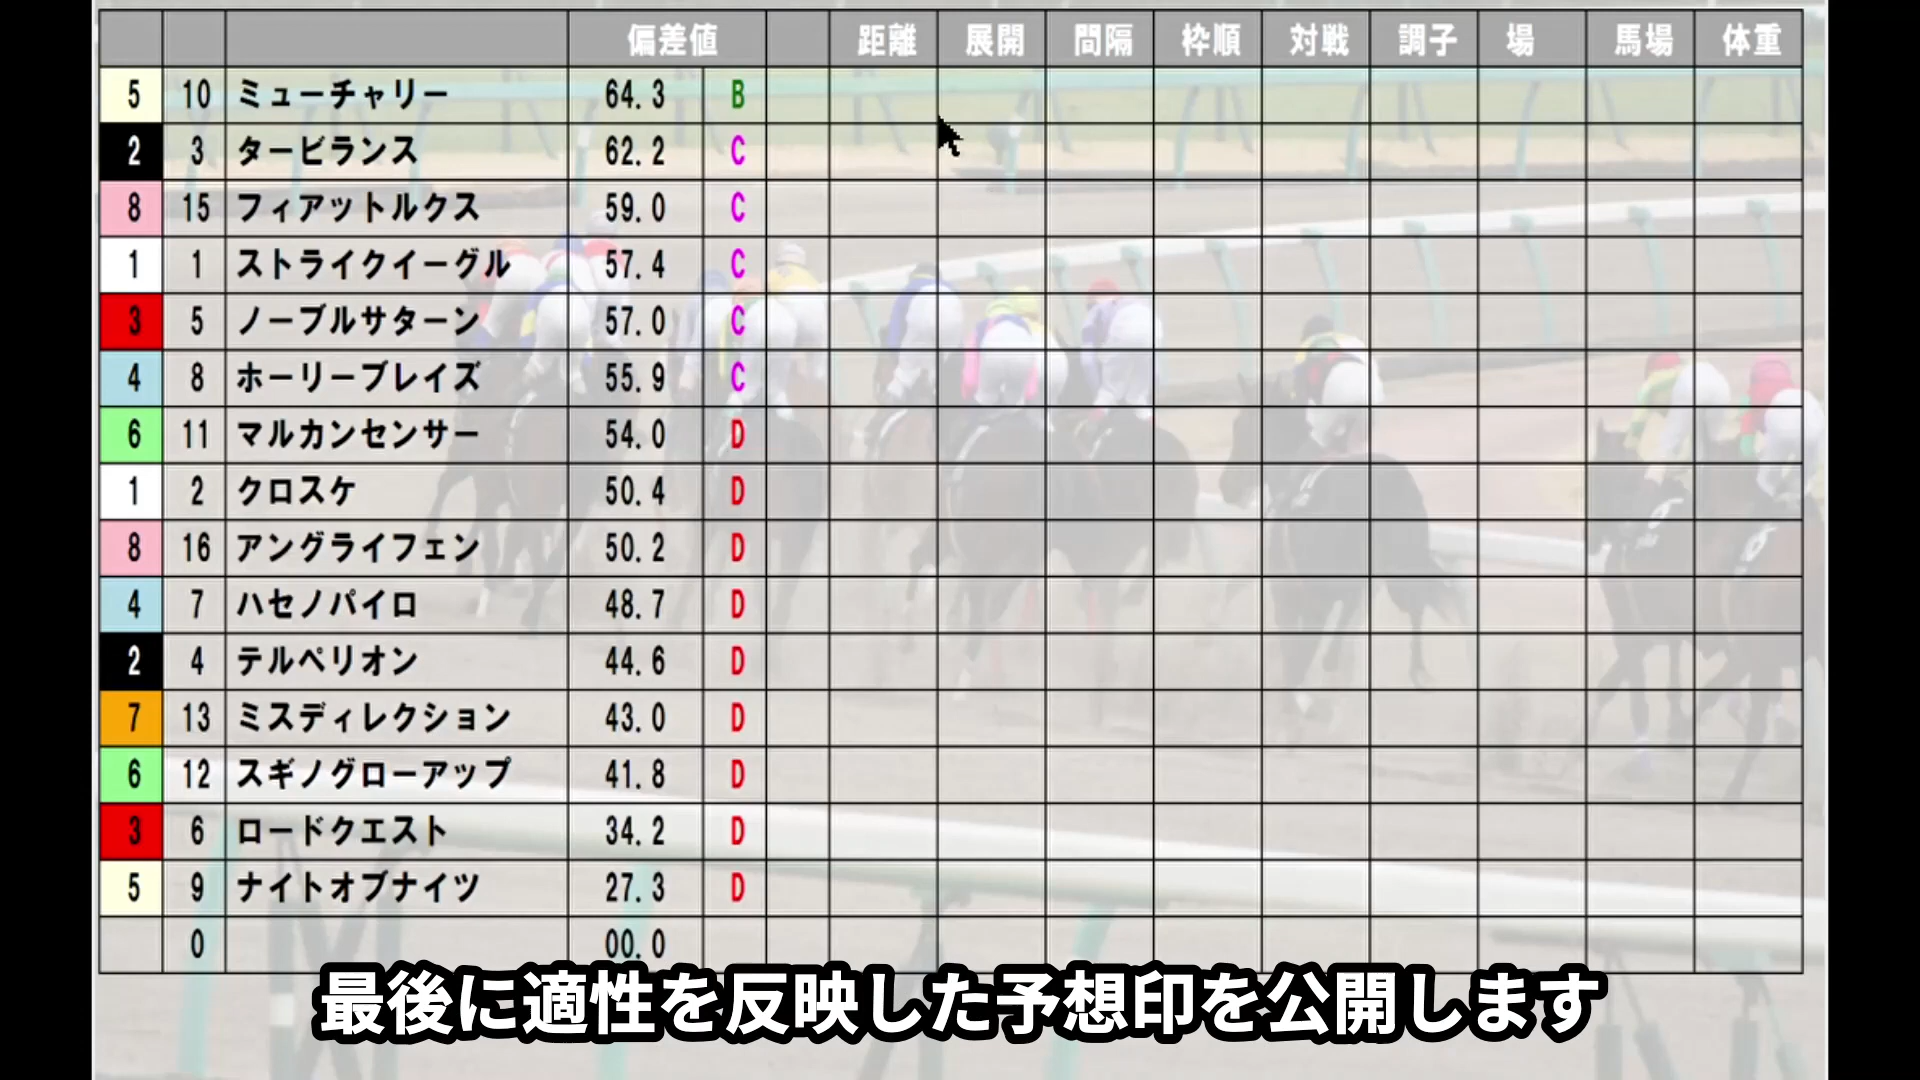 偏差値 距離 展開 間隔 枠順 対戦 調子 場 馬場 体重
5 10 ミューチャリー 64.3 B
2 3 タービランス 62.2 C
8 15 フィアットルクス 59.0 C
1 1 ストライクイーグル 57.4 C
3 5 ノーブルサターン 57.0 C
4 8 ホーリーブレイズ 55.9 C
6 11 マルカンセンサー 54.0 D
1 2 クロスケ 50.4 D
8 16 アングライフェン 50.2 D
4 7 ハセノパイロ 48.7 D
2 4 テルペリオン 44.6 D
7 13 ミスディレクション 43.0 D
6 12 スギノグローアップ 41.8 D
3 6 ロードクエスト 34.2 D
5 9 ナイトオブナイツ 27.3 D
0 00.0
最後に適性を反映した予想印を公開します